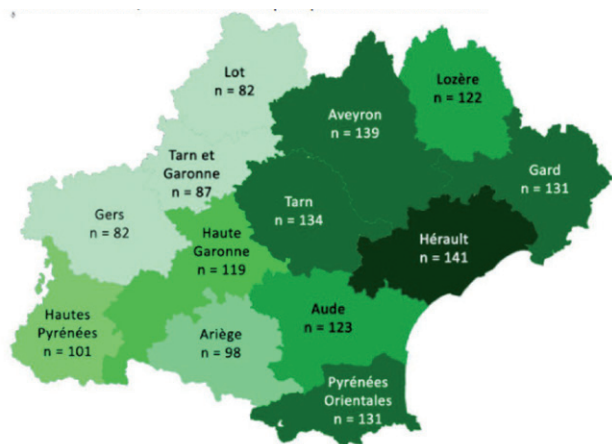 Lot
n = 82
Lozère
n = 122
Aveyron
n = 139
Tarn et
Garonne
n = 87
Gard
n = 131
Tarn
n = 134
Gers
n = 82
Haute
Garonne
n = 119
Hérault
n = 141
Hautes
Pyrénées
n = 101
Ariège
n = 98
Aude
n = 123
Pyrénées
Orientales
n = 131